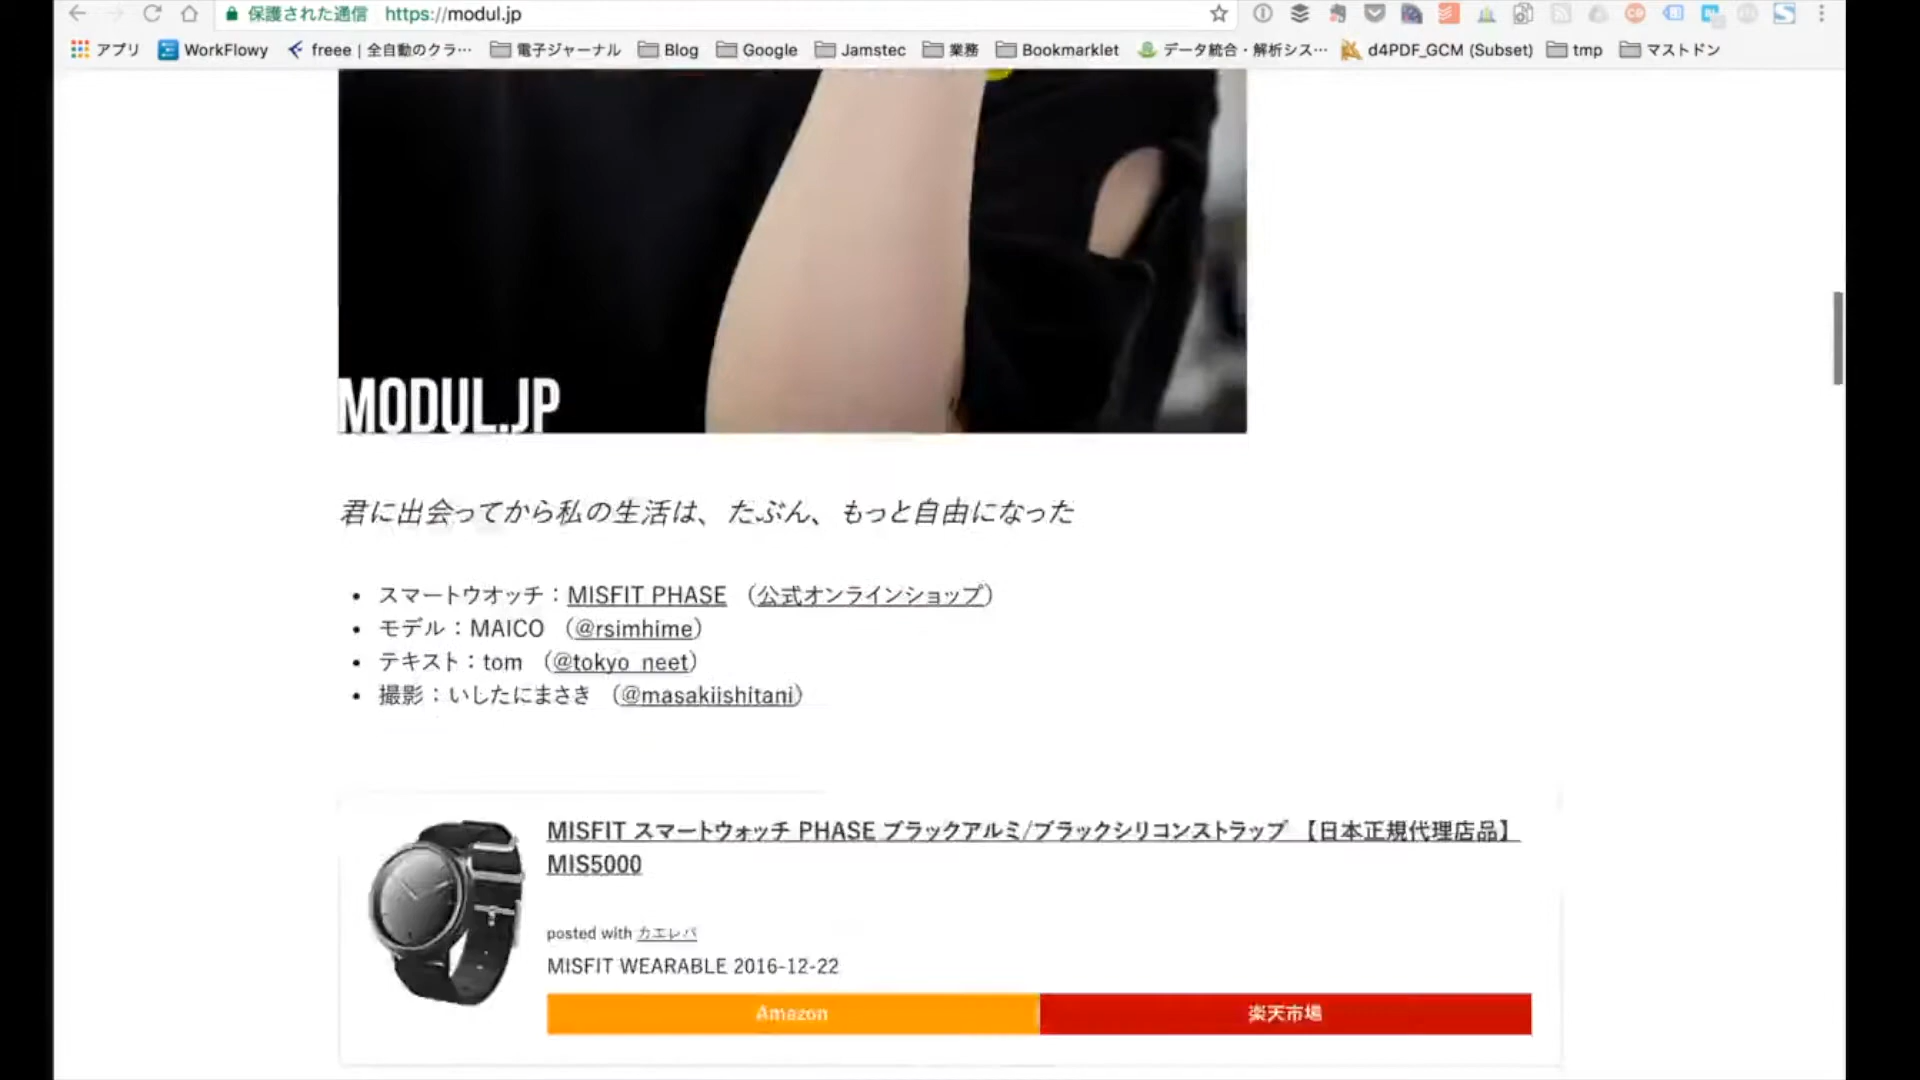 保護された通信 https://modul.jp
アプリ WorkFlowy freee | 全自動のクラ… 電子ジャーナル Blog Google Jamstec 業務 Bookmarklet データ統合・解析シス… d4PDF_GCM (Subset) tmp マストドン
MODUL.JP
君に出会ってから私の生活は、たぶん、もっと自由になった
• スマートウオッチ：MISFIT PHASE （公式オンラインショップ）
• モデル：MAICO （@rsimhime）
• テキスト：tom （@tokyo_neet）
• 撮影：いしたにまさき （@masakiishitani）
MISFIT スマートウォッチ PHASE ブラックアルミ/ブラックシリコンストラップ 【日本正規代理店品】
MIS5000
posted with カエレバ
MISFIT WEARABLE 2016-12-22
Amazon 楽天市場